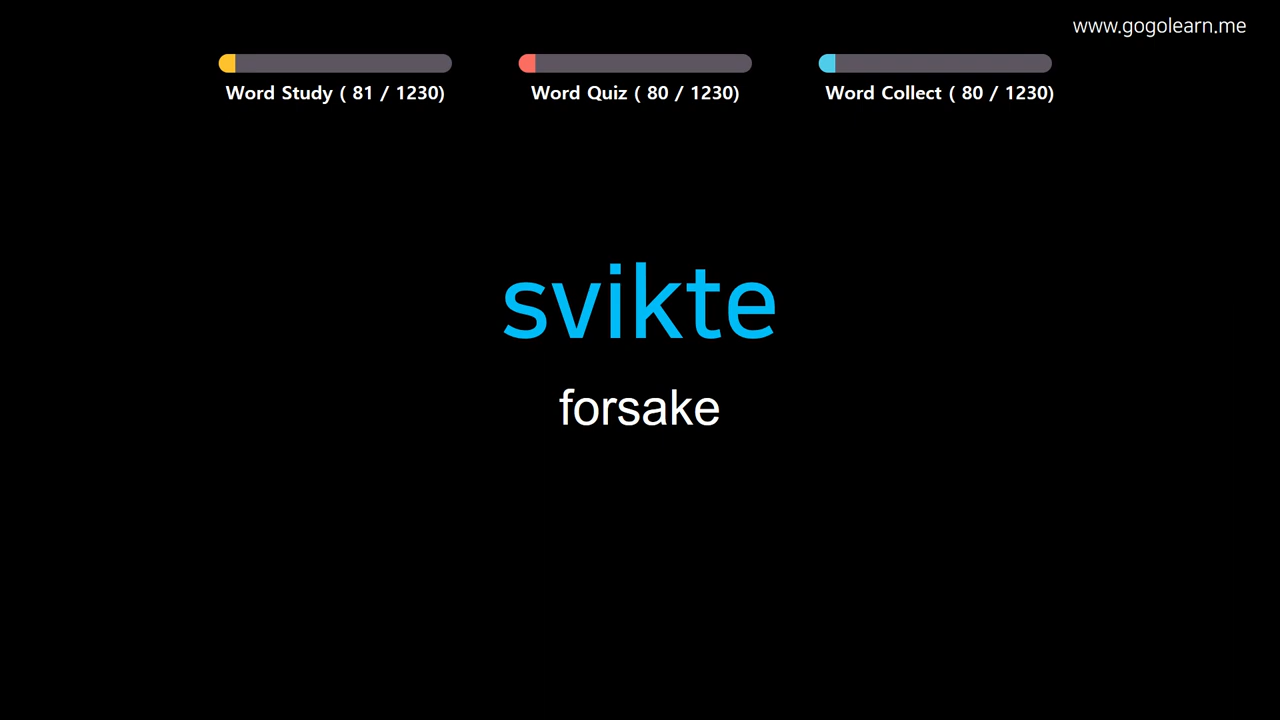 www.gogolearn.me
Word Study ( 81 / 1230)
Word Quiz ( 80 / 1230)
Word Collect ( 80 / 1230)
svikte
forsake